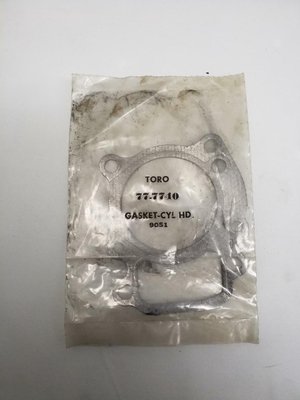 TORO
77-7740
GASKET-CYL HD.
9051